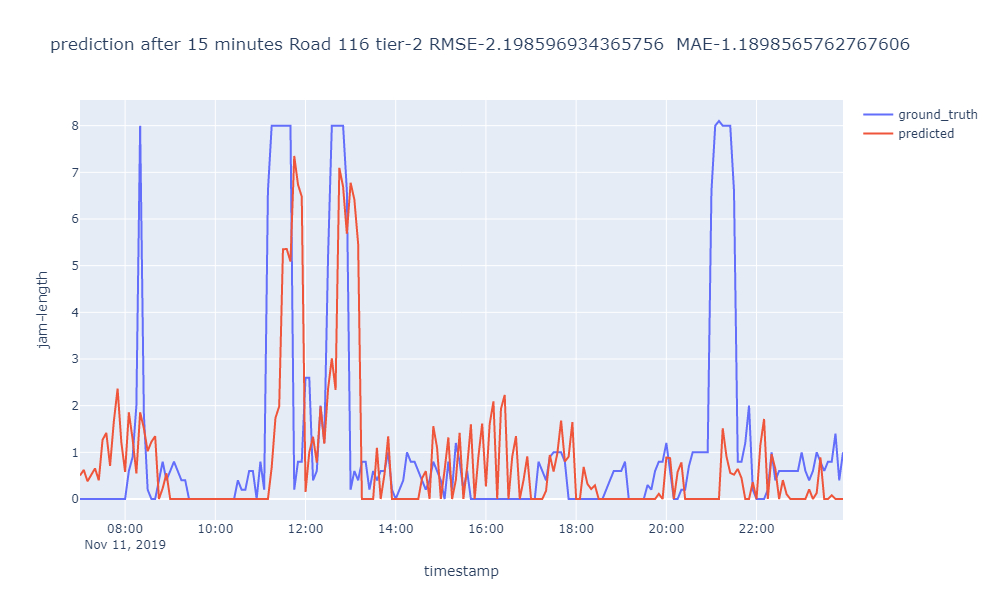 prediction after 15 minutes Road 116 tier-2 RMSE-2.198596934365756  MAE-1.1898565762767606
ground_truth
predicted
8
7
6
5
4
3
2
1
0
jam-length
08:00 10:00 12:00 14:00 16:00 18:00 20:00 22:00
Nov 11, 2019
timestamp